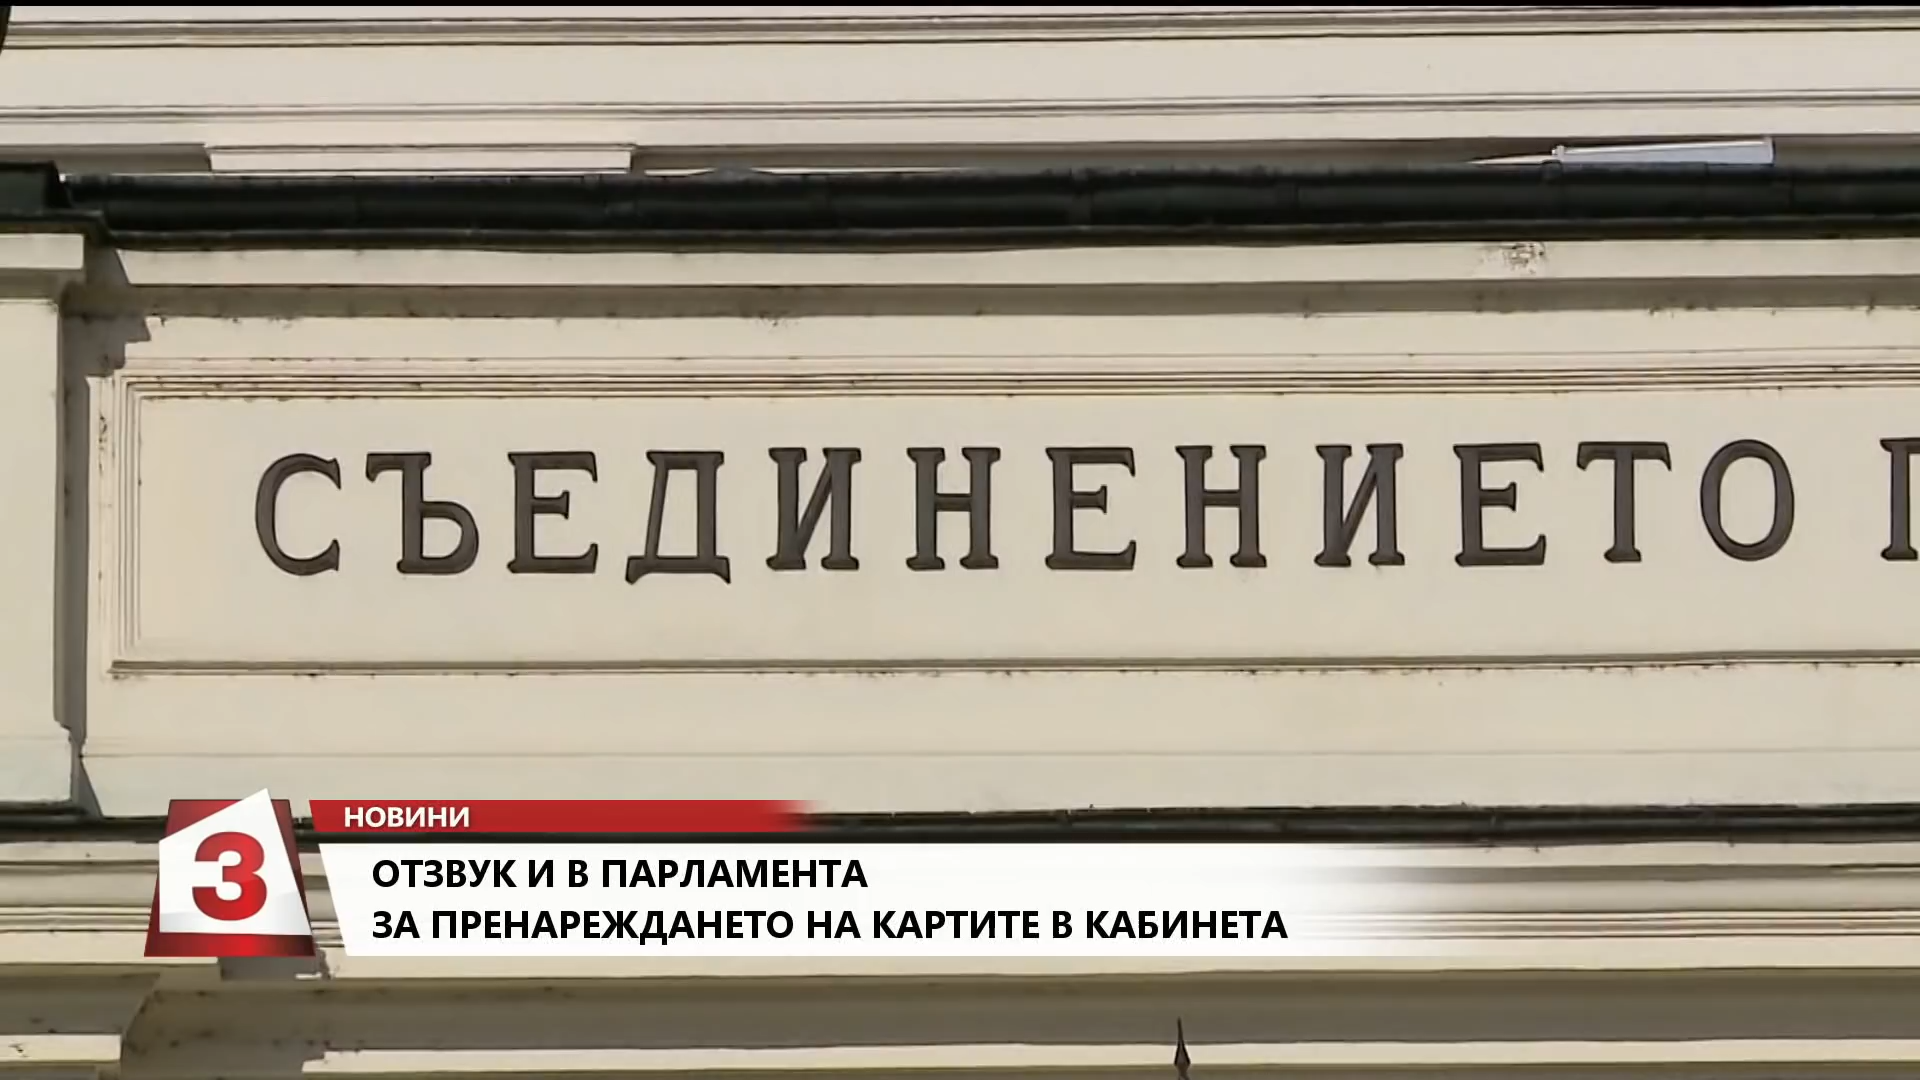 СЪЕДИНЕНИЕТО
3
НОВИНИ
ОТЗВУК И В ПАРЛАМЕНТА
ЗА ПРЕНАРЕЖДАНЕТО НА КАРТИТЕ В КАБИНЕТА